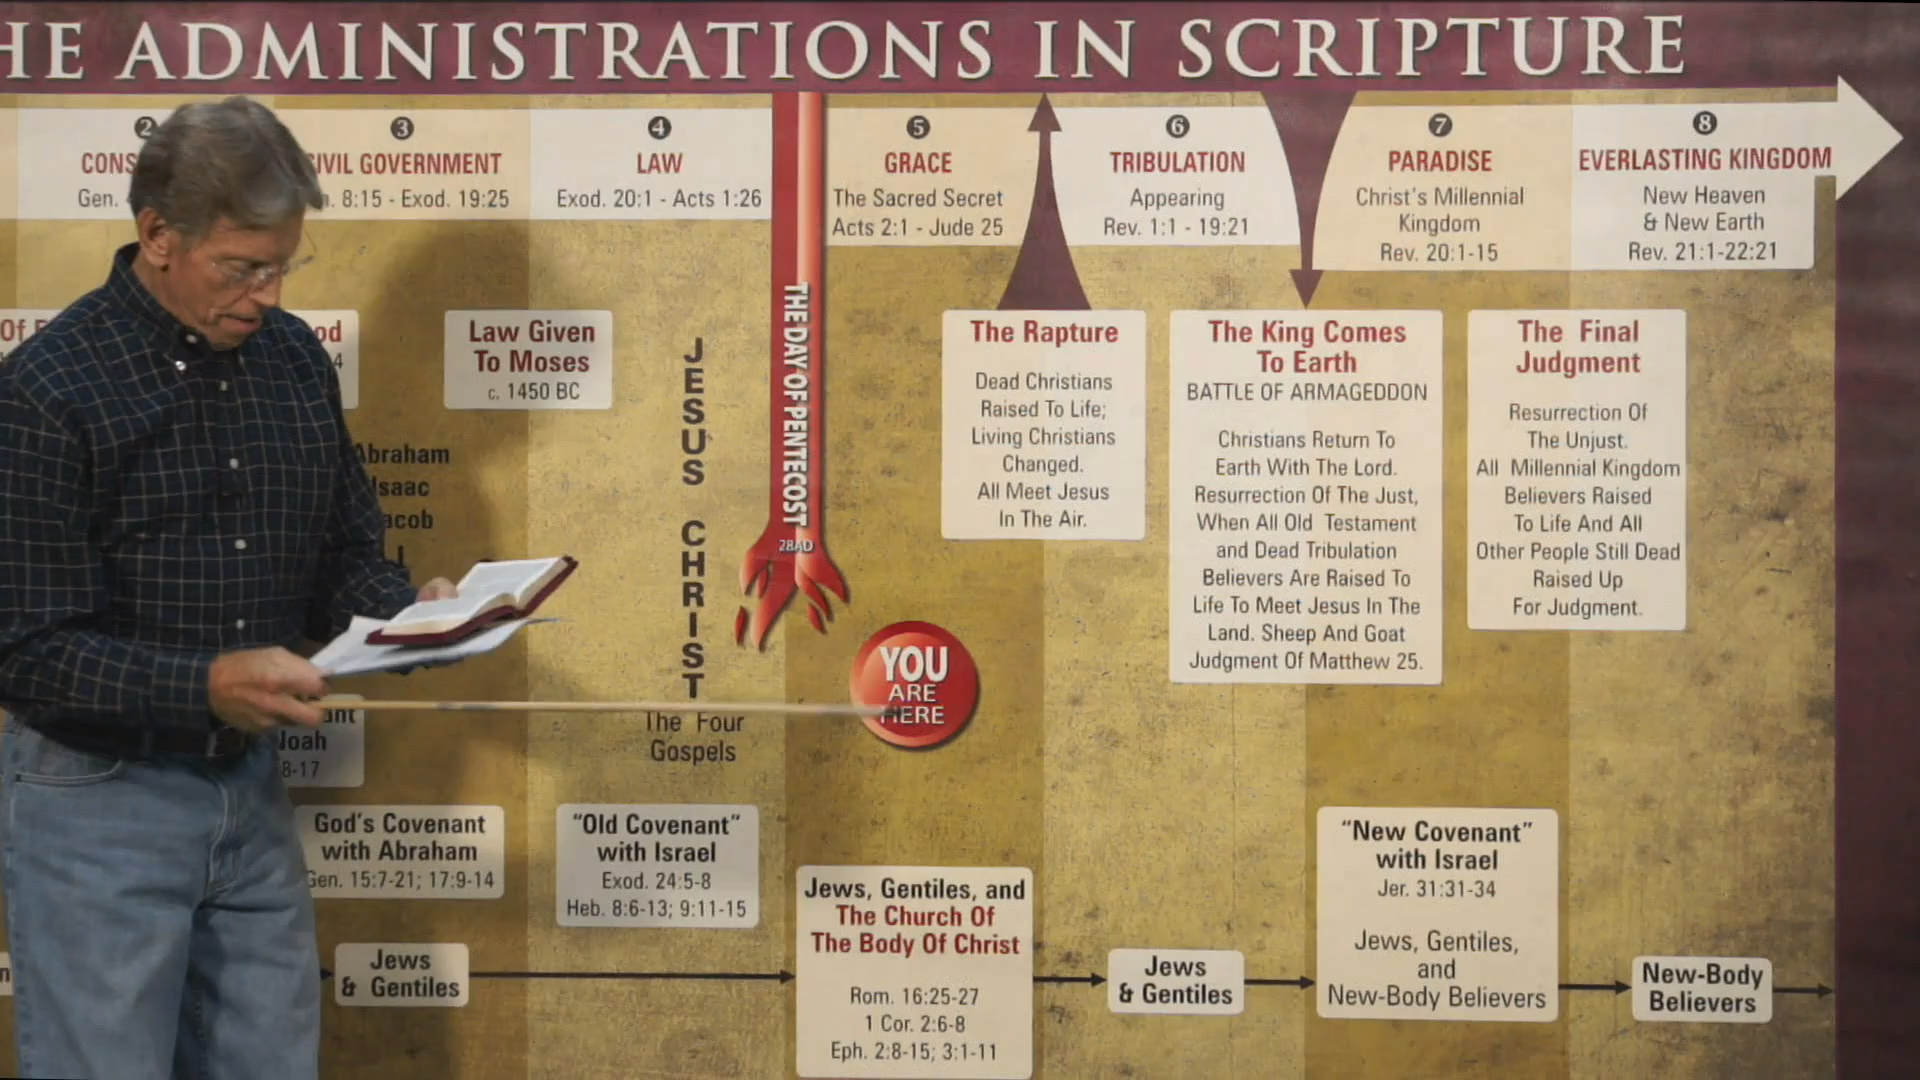 HE ADMINISTRATIONS IN SCRIPTURE
2
CONS
Gen.
3
CIVIL GOVERNMENT
8:15 - Exod. 19:25
4
LAW
Exod. 20:1 - Acts 1:26
5
GRACE
The Sacred Secret
Acts 2:1 - Jude 25
6
TRIBULATION
Appearing
Rev. 1:1 - 19:21
7
PARADISE
Christ's Millennial
Kingdom
Rev. 20:1-15
8
EVERLASTING KINGDOM
New Heaven
& New Earth
Rev. 21:1-22:21
Of
od
4
Law Given
To Moses
c. 1450 BC
Abraham
Isaac
acob
JESUS CHRIST
The Four
Gospels
THE DAY OF PENTECOST
28AD
YOU
ARE
HERE
The Rapture
Dead Christians
Raised To Life;
Living Christians
Changed.
All Meet Jesus
In The Air.
The King Comes
To Earth
BATTLE OF ARMAGEDDON
Christians Return To
Earth With The Lord.
Resurrection Of The Just,
When All Old Testament
and Dead Tribulation
Believers Are Raised To
Life To Meet Jesus In The
Land. Sheep And Goat
Judgment Of Matthew 25.
The Final
Judgment
Resurrection Of
The Unjust.
All Millennial Kingdom
Believers Raised
To Life And All
Other People Still Dead
Raised Up
For Judgment.
ant
Noah
8-17
God's Covenant
with Abraham
Gen. 15:7-21; 17:9-14
"Old Covenant"
with Israel
Exod. 24:5-8
Heb. 8:6-13; 9:11-15
"New Covenant"
with Israel
Jer. 31:31-34
Jews, Gentiles,
and
New-Body Believers
Jews
& Gentiles
Jews, Gentiles, and
The Church Of
The Body Of Christ
Rom. 16:25-27
1 Cor. 2:6-8
Eph. 2:8-15; 3:1-11
Jews
& Gentiles
New-Body
Believers